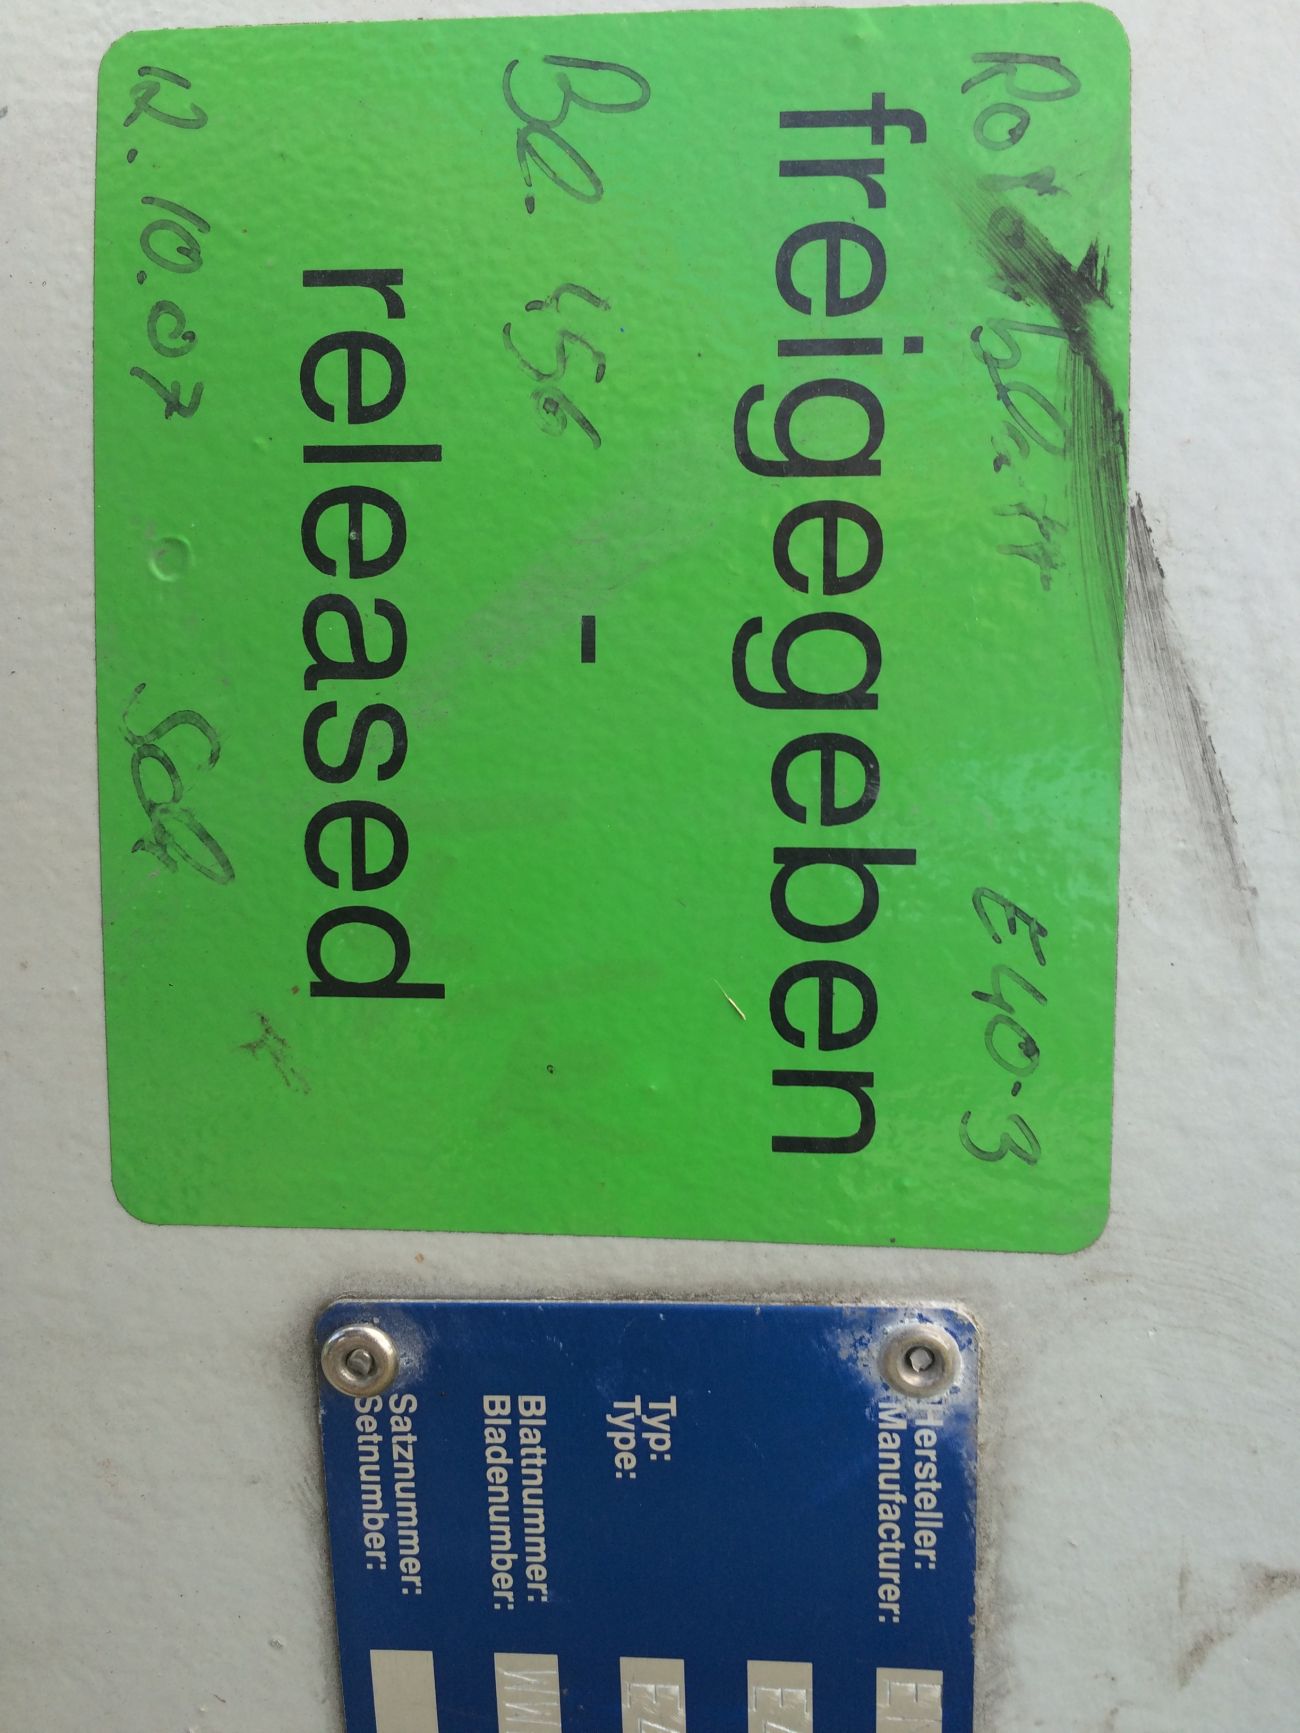 Rotorblatt E40-3
freigegeben
Bl. 456 -
released
12.10.07
Hersteller:
Manufacturer:
Typ:
Type:
Blattnummer:
Bladenumber:
Satznummer:
Setnumber: